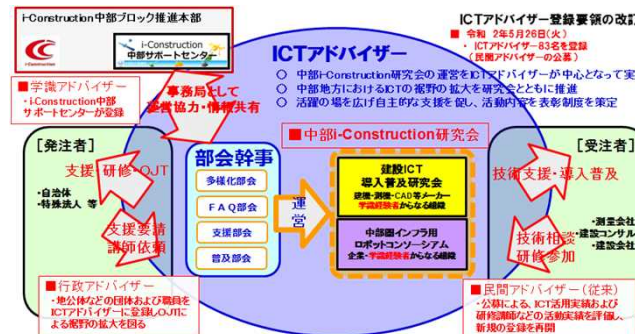 i-Construction中部ブロック推進本部
i-Construction
中部サポートセンター
ICTアドバイザー登録要領の改訂
■ 令和 2年5月26日(火)
・ICTアドバイザー83名を登録
(民間アドバイザーの公募)
ICTアドバイザー
○ 中部i-Construction研究会の運営をICTアドバイザーが中心となって実
○ 中部地方におけるICTの裾野の拡大を研究会とともに推進
○ 活躍の場を広げ自主的な支援を促し、活動内容を表彰制度を策定
■学識アドバイザー
・i-Construction中部
サポートセンターが登録
事務局として
運営協力・情報共有
■中部i-Construction研究会
[発注者]
支援・研修・OJT
・自治体
・特殊法人 等
支援要請
講師依頼
部会幹事
多様化部会
FAQ部会
支援部会
普及部会
運営
建設ICT
導入普及研究会
建機・測機・CAD等メーカー
学識経験者からなる組織
中部圏インフラ用
ロボットコンソーシアム
企業・学識経験者からなる組織
[受注者]
技術支援・導入普及
・測量会社
・建設コンサル
・建設会社
技術相談
研修参加
■行政アドバイザー
・地公体などの団体および職員を
ICTアドバイザーに登録しOJTに
よる裾野の拡大を図る
■民間アドバイザー(従来)
・公募による、ICT活用実績および
研修講師などの活動実績を評価し、
新規の登録を再開